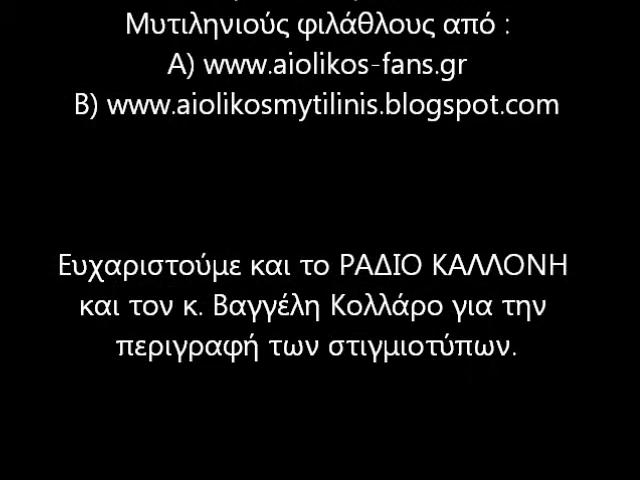 Μυτιληνιούς φιλάθλους από :
Α) www.aiolikos-fans.gr
Β) www.aiolikosmytilinis.blogspot.com
Ευχαριστούμε και το ΡΑΔΙΟ ΚΑΛΛΟΝΗ
και τον κ. Βαγγέλη Κολλάρο για την
περιγραφή των στιγμιοτύπων.